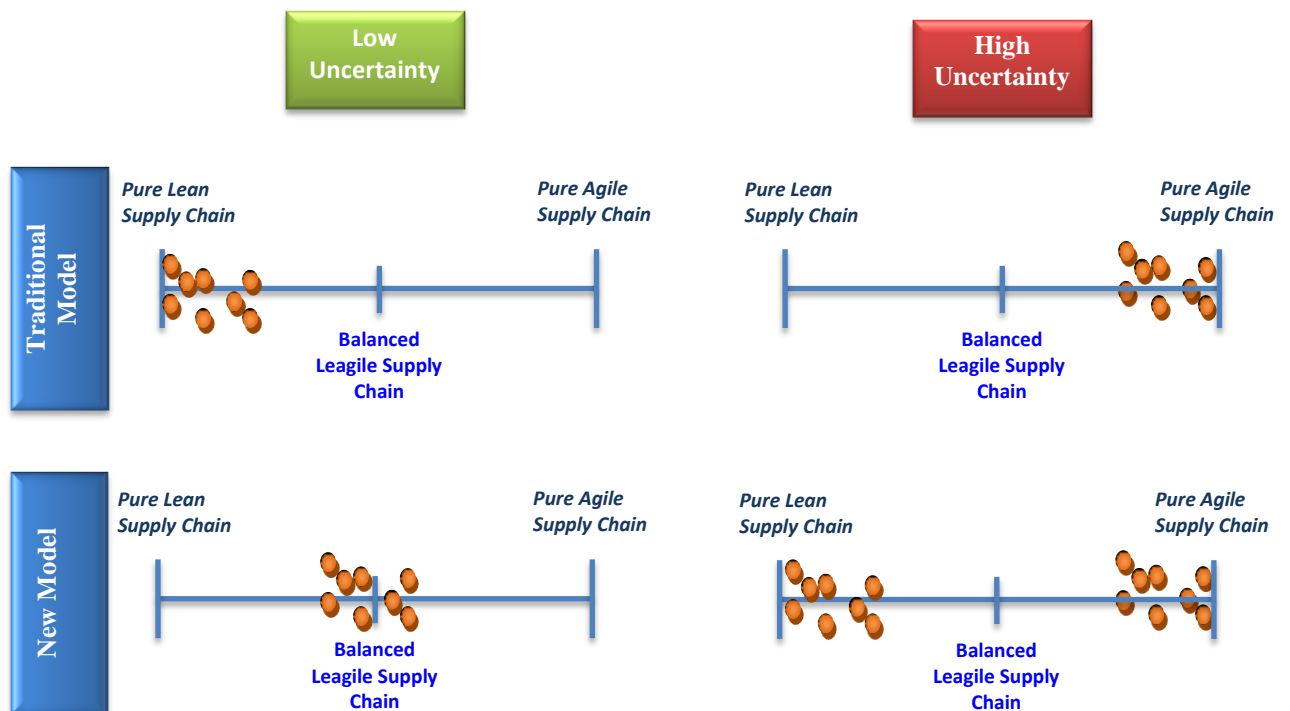 Low
Uncertainty
High
Uncertainty
Traditional
Model
Pure Lean
Supply Chain
Pure Agile
Supply Chain
Balanced
Leagile Supply
Chain
Pure Lean
Supply Chain
Pure Agile
Supply Chain
Balanced
Leagile Supply
Chain
New Model
Pure Lean
Supply Chain
Pure Agile
Supply Chain
Balanced
Leagile Supply
Chain
Pure Lean
Supply Chain
Pure Agile
Supply Chain
Balanced
Leagile Supply
Chain